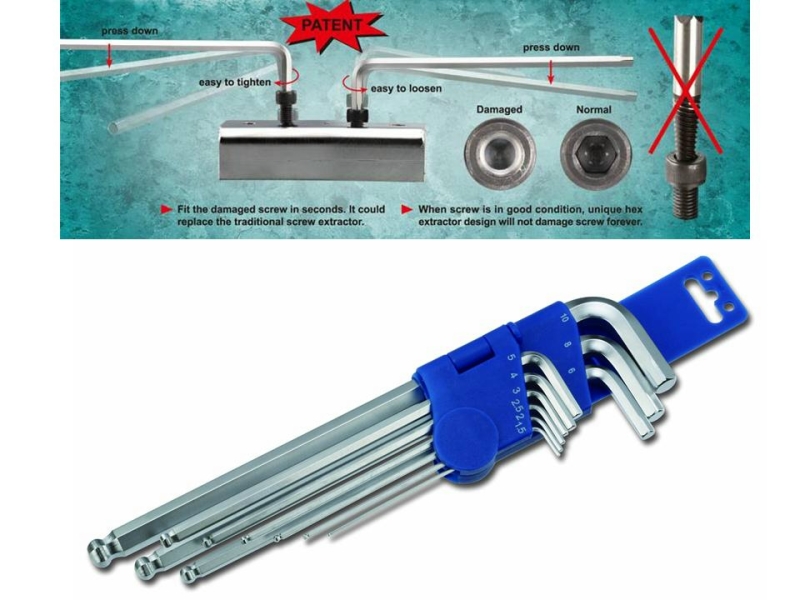 PATENT
press down
easy to tighten
press down
easy to loosen
Damaged
Normal
Fit the damaged screw in seconds. It could
replace the traditional screw extractor.
When screw is in good condition, unique hex
extractor design will not damage screw forever.
10
8
6
5
4
3
2,5
2
1,5